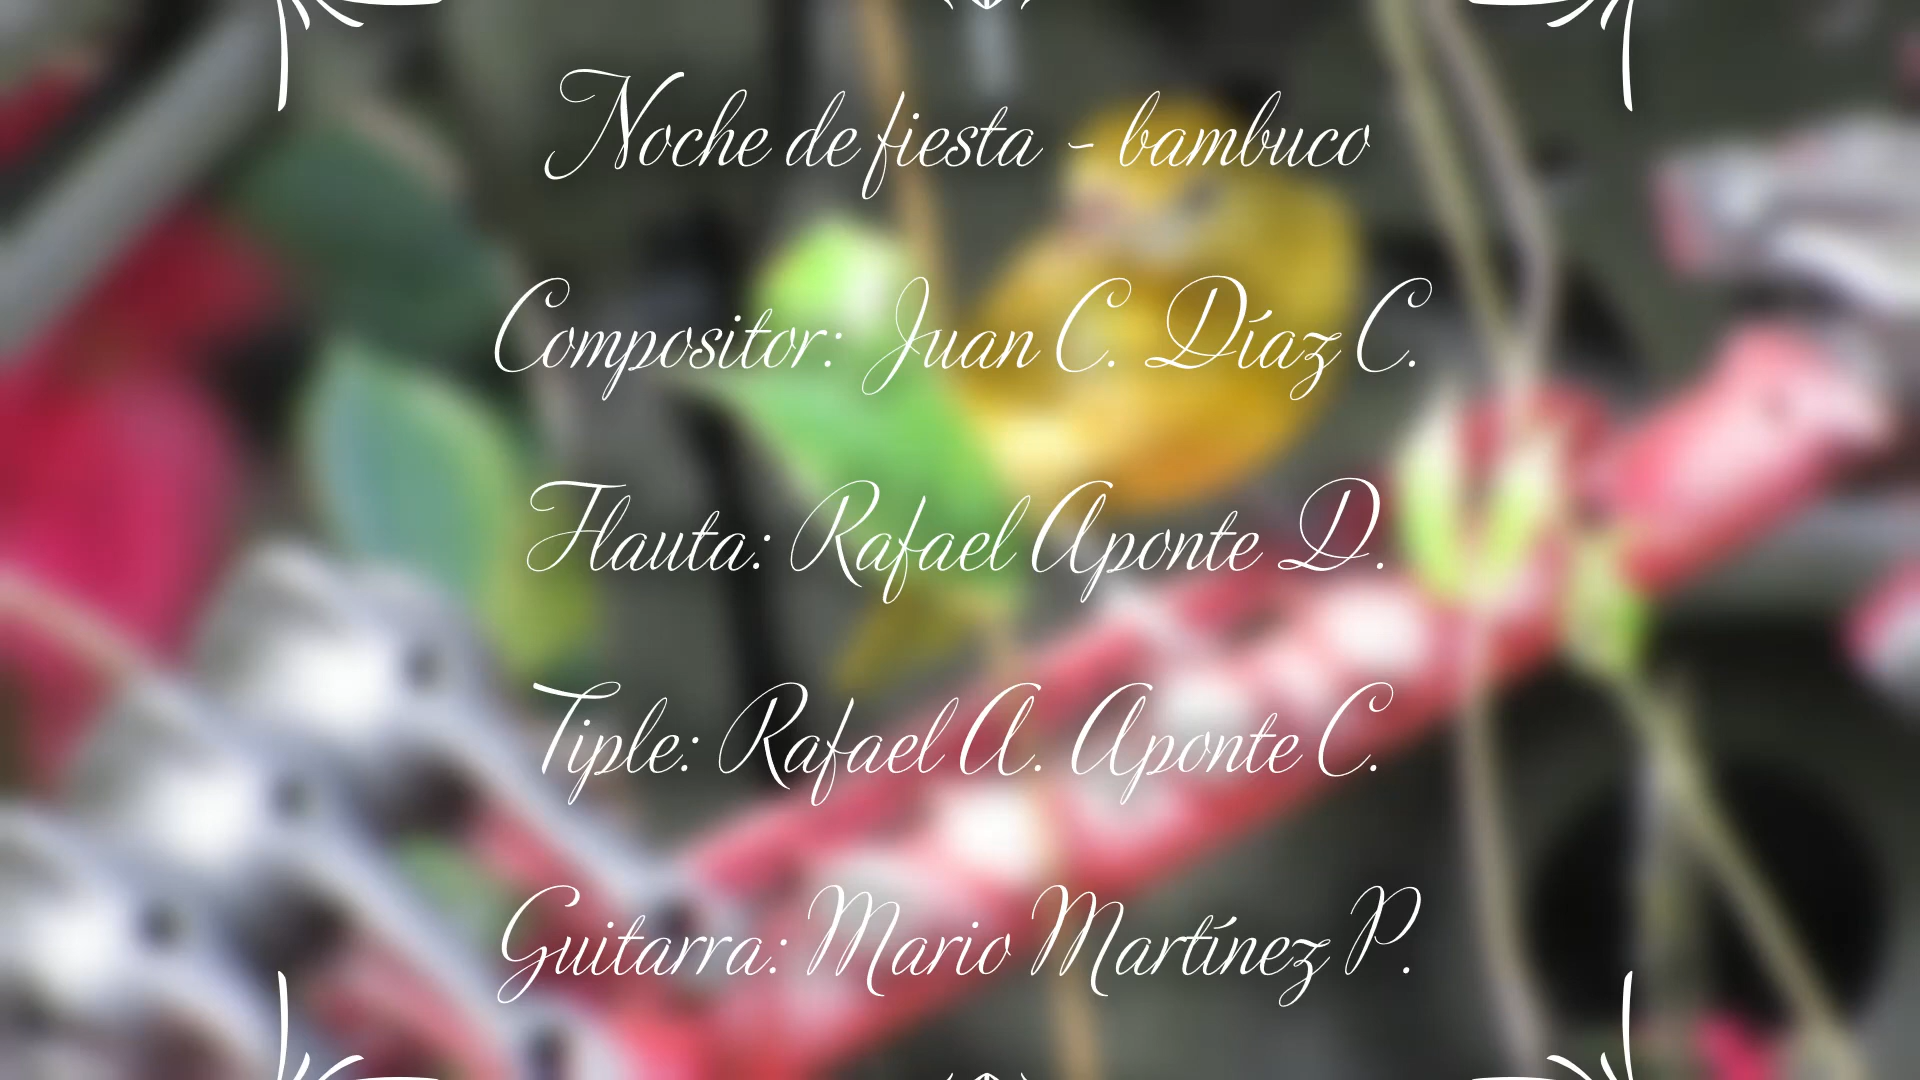 Noche de fiesta - bambuco
Compositor: Juan C. Díaz C.
Flauta: Rafael Aponte D.
Tiple: Rafael A. Aponte C.
Guitarra: Mario Martínez P.